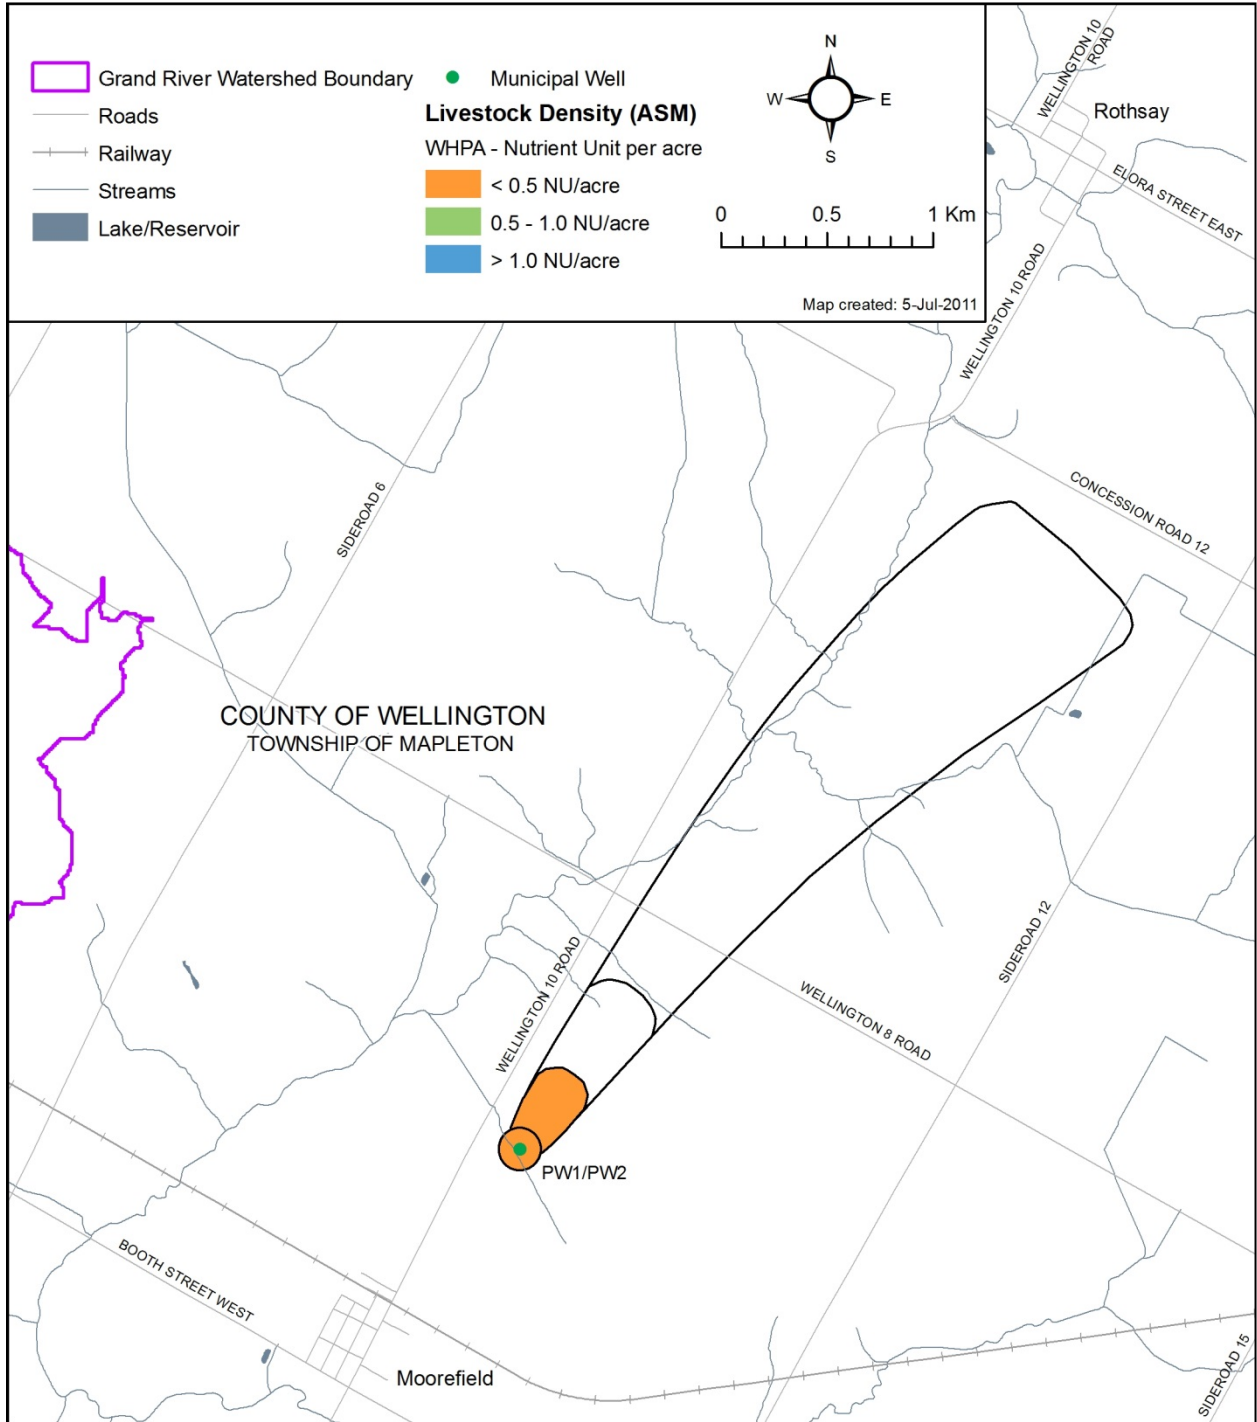 Grand River Watershed Boundary
Roads
Railway
Streams
Lake/Reservoir
Municipal Well
Livestock Density (ASM)
WHPA - Nutrient Unit per acre
< 0.5 NU/acre
0.5 - 1.0 NU/acre
> 1.0 NU/acre
N
W E
S
0 0.5 1 Km
Map created: 5-Jul-2011
WELLINGTON 10
ROAD
Rothsay
ELORA STREET EAST
WELLINGTON 10 ROAD
SIDEROAD 6
CONCESSION ROAD 12
COUNTY OF WELLINGTON
TOWNSHIP OF MAPLETON
WELLINGTON 10 ROAD
SIDEROAD 12
WELLINGTON 8 ROAD
PW1/PW2
BOOTH STREET WEST
Moorefield
SIDEROAD 15